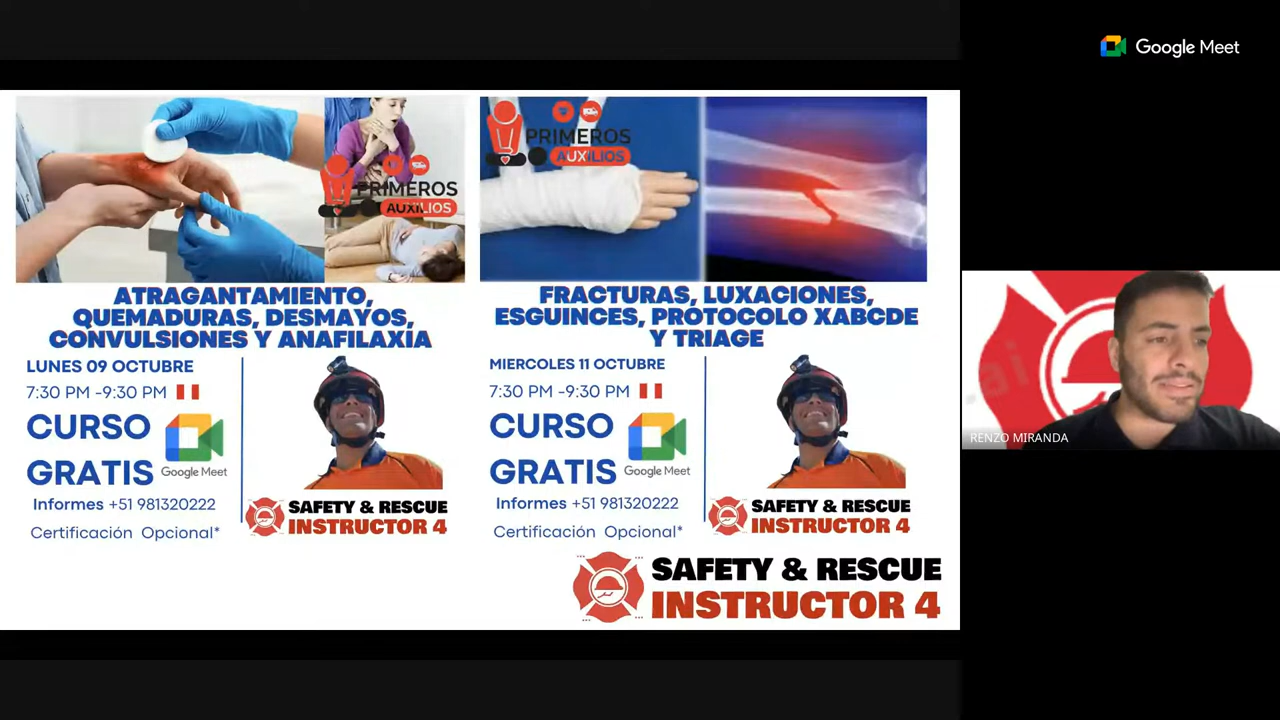 Google Meet
PRIMEROS
AUXILIOS
ATRAGANTAMIENTO,
QUEMADURAS, DESMAYOS,
CONVULSIONES Y ANAFILAXIA
LUNES 09 OCTUBRE
7:30 PM -9:30 PM
CURSO
GRATIS
Google Meet
Informes +51 981320222
Certificación Opcional*
SAFETY & RESCUE
INSTRUCTOR 4
PRIMEROS
AUXILIOS
FRACTURAS, LUXACIONES,
ESGUINCES, PROTOCOLO XABCDE
Y TRIAGE
MIERCOLES 11 OCTUBRE
7:30 PM -9:30 PM
CURSO
GRATIS
Google Meet
Informes +51 981320222
Certificación Opcional*
SAFETY & RESCUE
INSTRUCTOR 4
SAFETY & RESCUE
INSTRUCTOR 4
RENZO MIRANDA